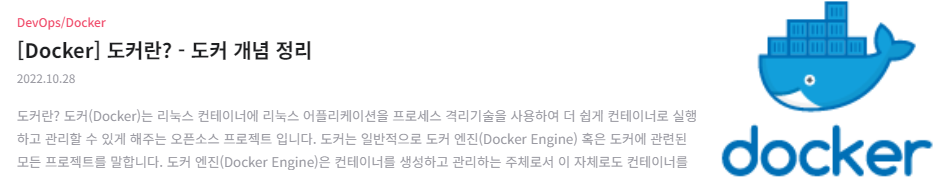 DevOps/Docker
[Docker] 도커란? - 도커 개념 정리
2022.10.28
도커란? 도커(Docker)는 리눅스 컨테이너에 리눅스 어플리케이션을 프로세스 격리기술을 사용하여 더 쉽게 컨테이너로 실행
하고 관리할 수 있게 해주는 오픈소스 프로젝트 입니다. 도커는 일반적으로 도커 엔진(Docker Engine) 혹은 도커에 관련된
모든 프로젝트를 말합니다. 도커 엔진(Docker Engine)은 컨테이너를 생성하고 관리하는 주체로서 이 자체로도 컨테이너를
docker